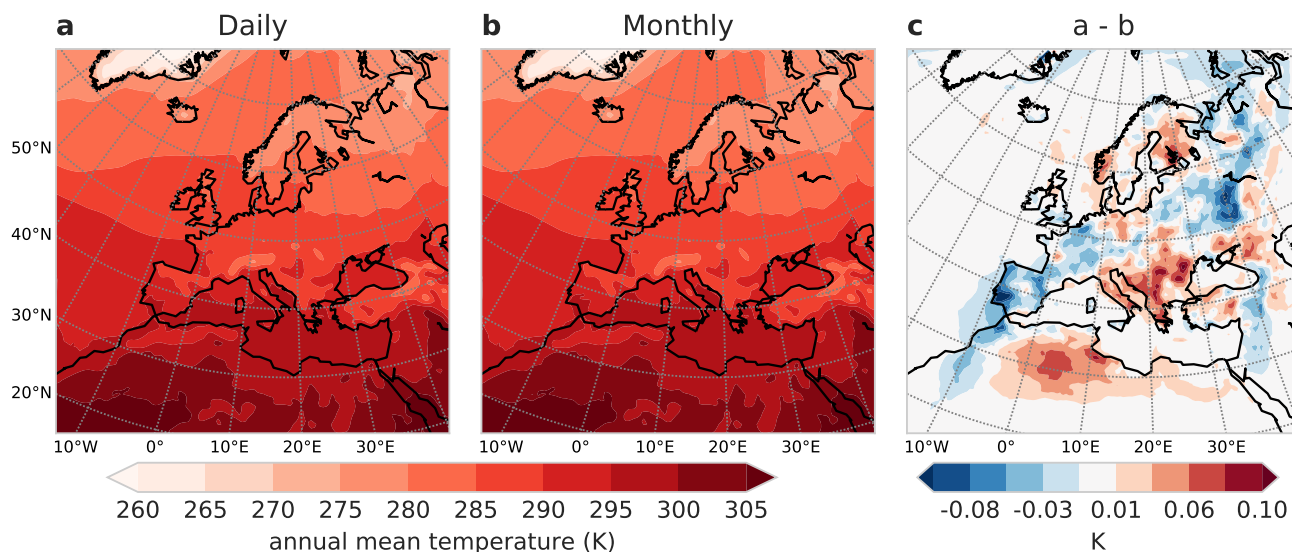 a Daily b Monthly c a - b
50°N
40°N
30°N
20°N
10°W 0° 10°E 20°E 30°E 10°W 0° 10°E 20°E 30°E 10°W 0° 10°E 20°E 30°E
260 265 270 275 280 285 290 295 300 305 -0.08 -0.03 0.01 0.06 0.10
annual mean temperature (K) K